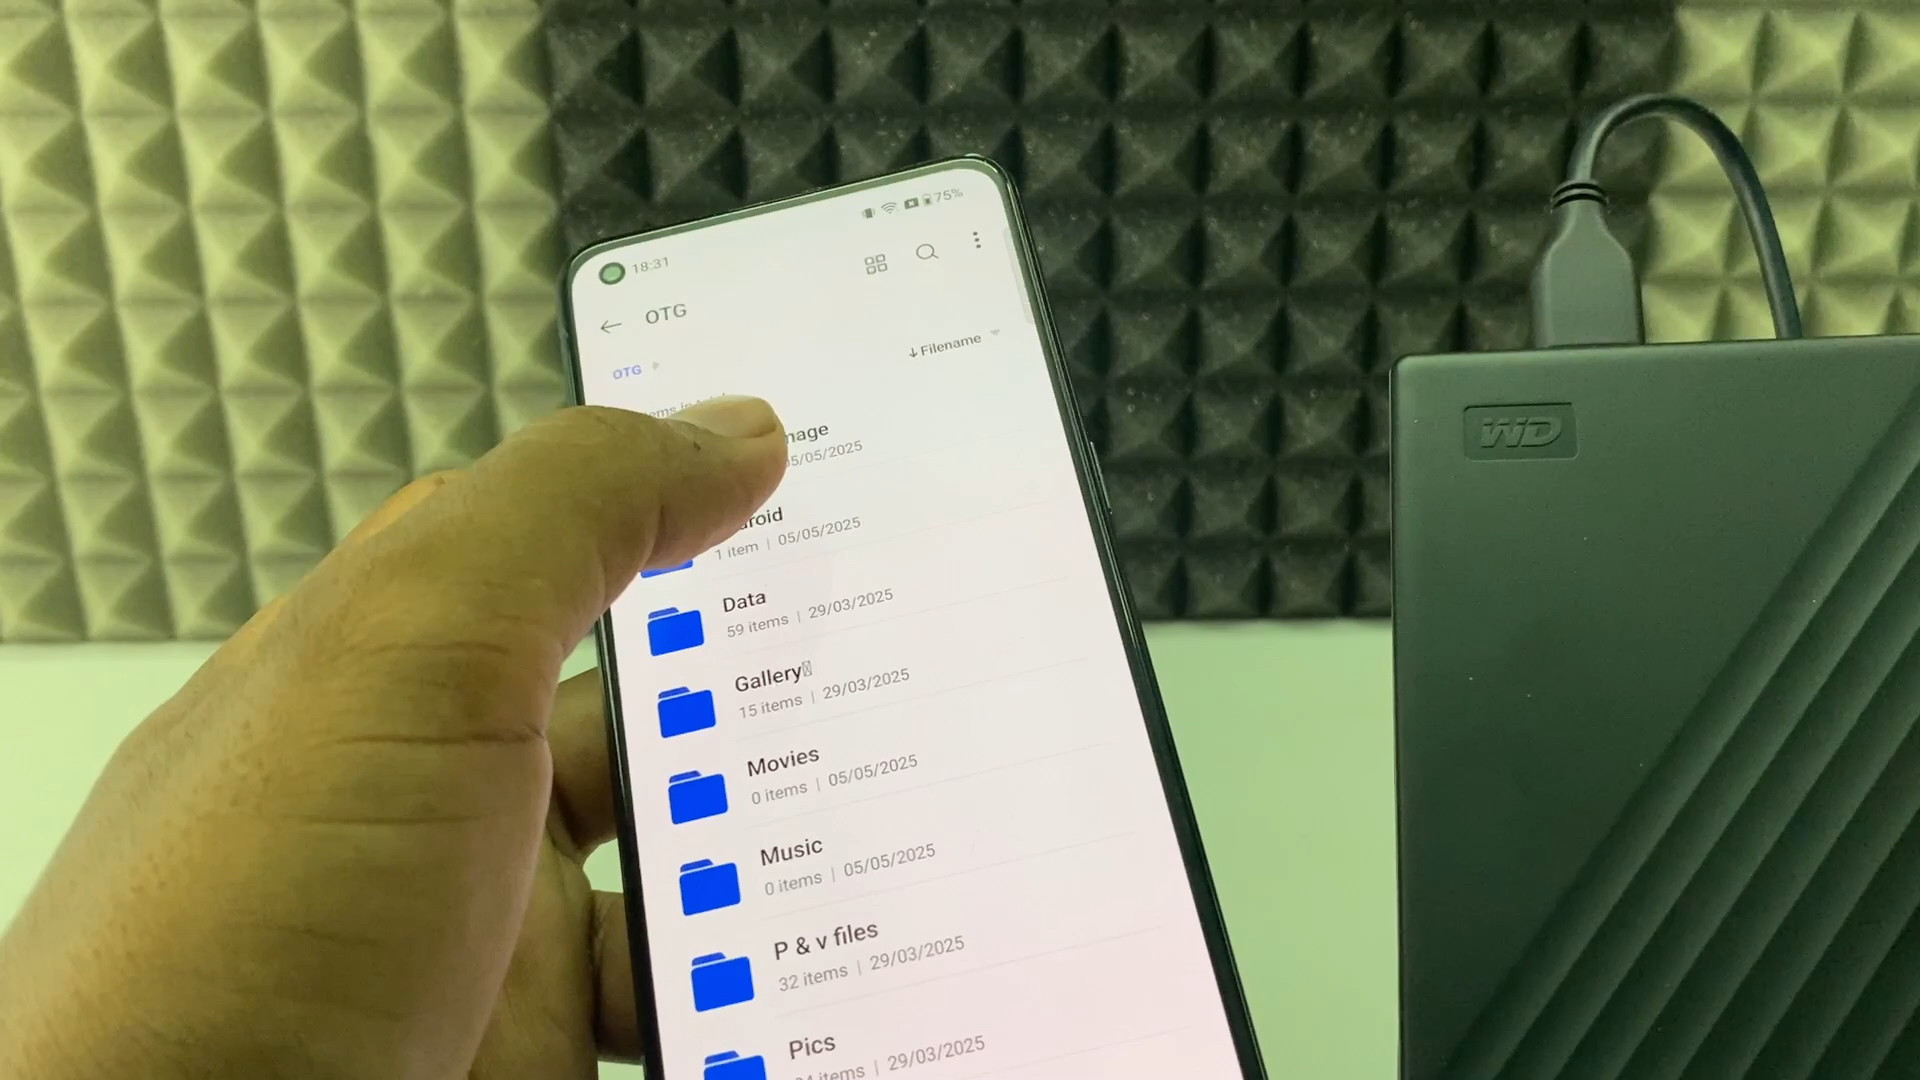 18:31
75%
OTG
OTG
↓ Filename
05/05/2025
1 item | 05/05/2025
Data
59 items | 29/03/2025
Gallery
15 items | 29/03/2025
Movies
0 items | 05/05/2025
Music
0 items | 05/05/2025
P & v files
32 items | 29/03/2025
Pics
items | 29/03/2025
WD